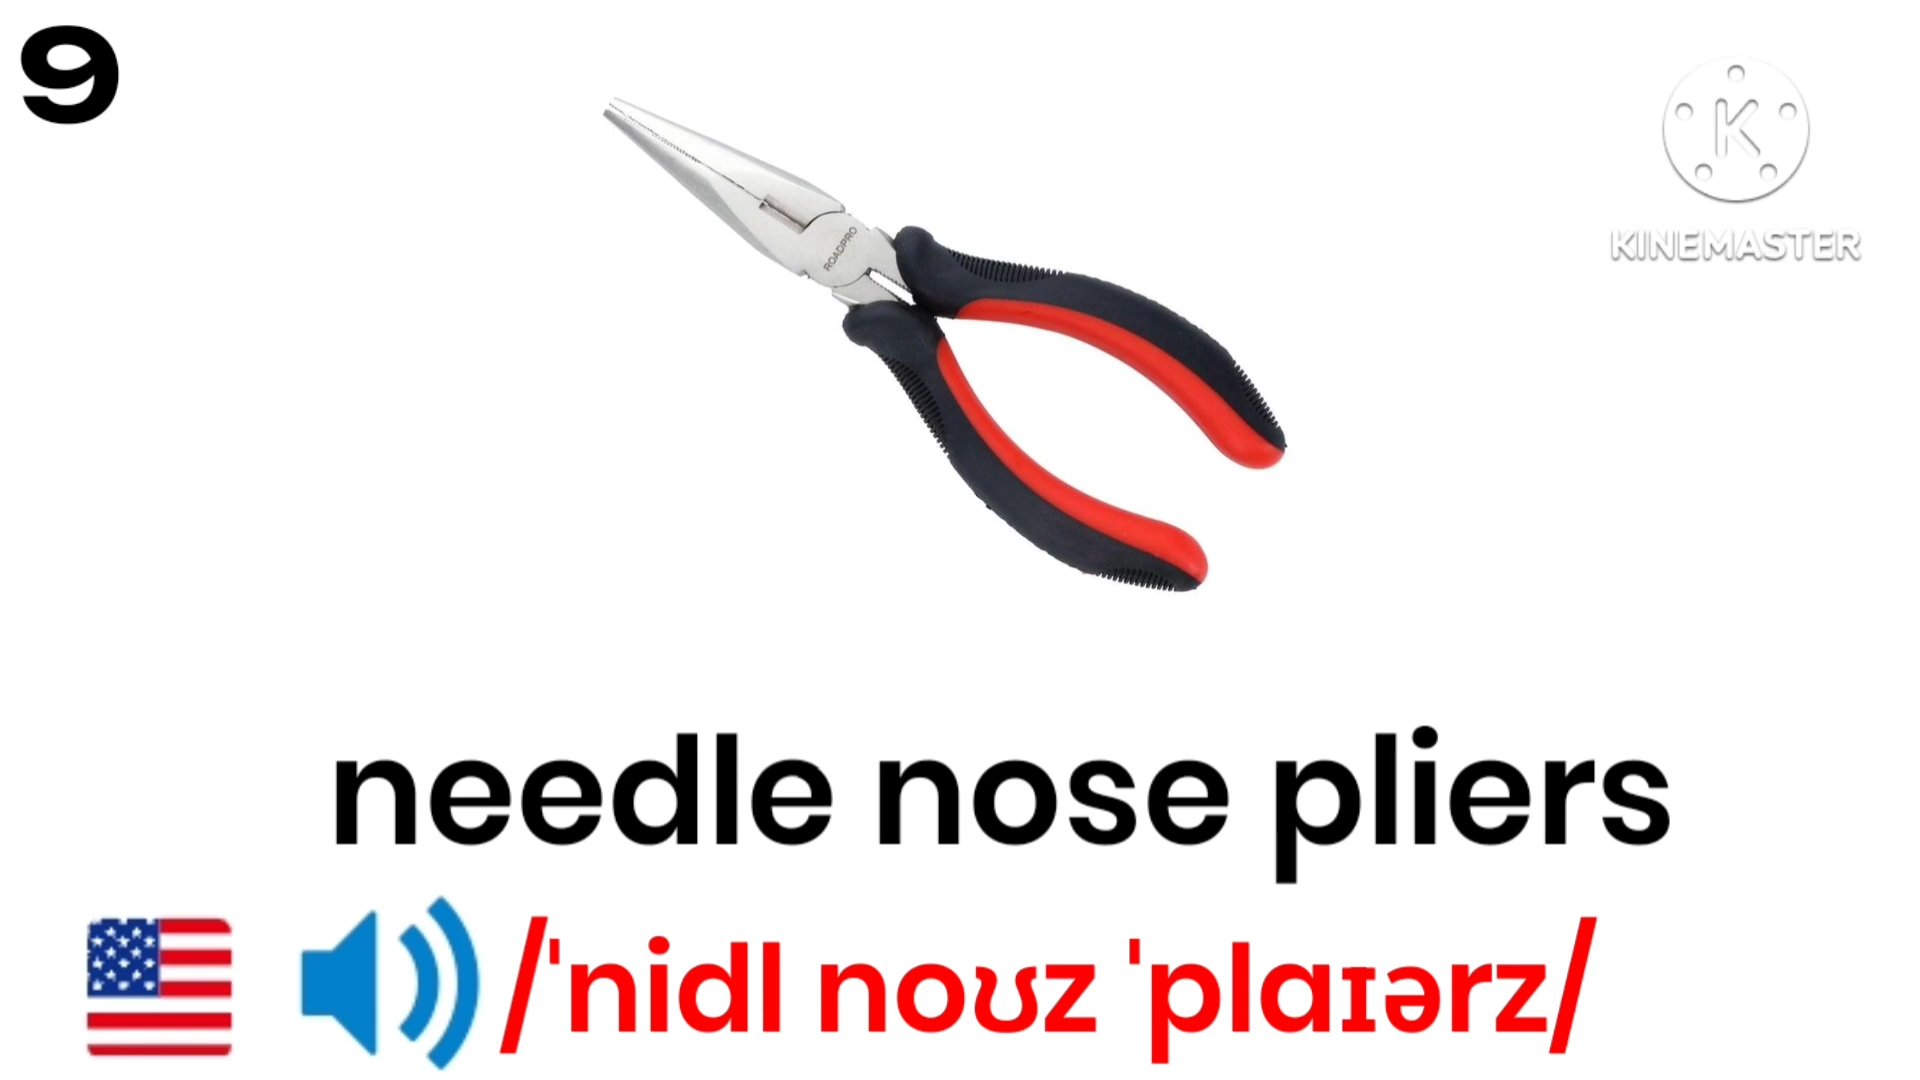 9
K
KINEMASTER
ROADPRO
needle nose pliers
/ˈnidl noʊz ˈplaɪərz/